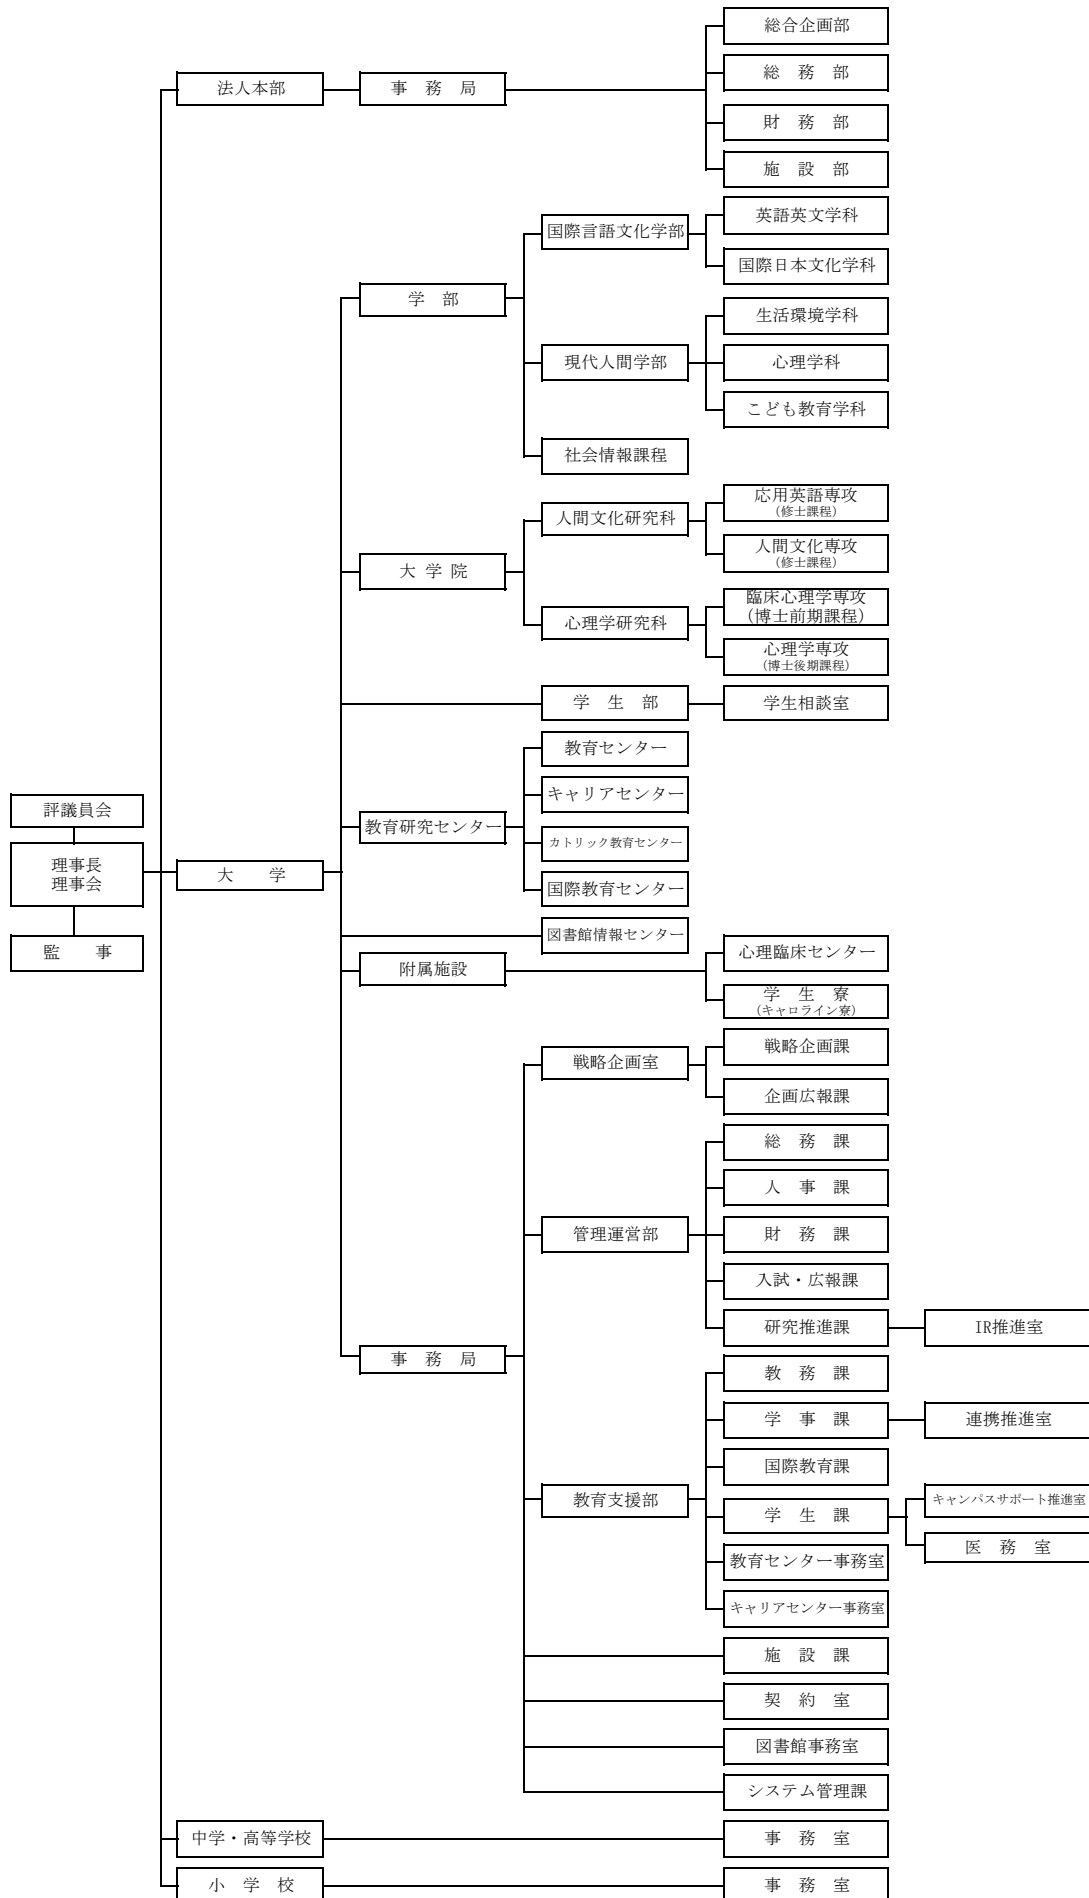 総合企画部
総　務　部
法人本部
事　務　局
財　務　部
施　設　部
英語英文学科
国際言語文化学部
国際日本文化学科
学　部
生活環境学科
現代人間学部
心理学科
こども教育学科
社会情報課程
応用英語専攻
（修士課程）
人間文化研究科
人間文化専攻
（修士課程）
大 学 院
臨床心理学専攻
（博士前期課程）
心理学研究科
心理学専攻
（博士後期課程）
学　生　部
学生相談室
教育センター
キャリアセンター
教育研究センター
カトリック教育センター
国際教育センター
評議員会
理事長
理事会
監　　事
大　　学
図書館情報センター
附属施設
心理臨床センター
学　生　寮
（キャロライン寮）
戦略企画課
戦略企画室
企画広報課
総　務　課
人　事　課
管理運営部
財　務　課
入試・広報課
研究推進課
IR推進室
事　務　局
教　務　課
学　事　課
連携推進室
国際教育課
教育支援部
学　生　課
キャンパスサポート推進室
医　務　室
教育センター事務室
キャリアセンター事務室
施　設　課
契　約　室
図書館事務室
システム管理課
中学・高等学校
事　務　室
小　学　校
事　務　室